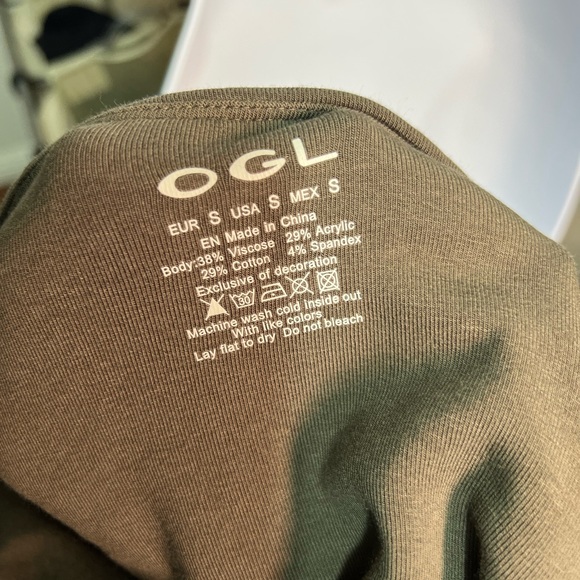 OGL
EUR S USA S MEX S
EN Made In China
Body:38% Viscose 29% Acrylic
29% Cotton 4% Spandex
Exclusive of decoration
30
Machine wash cold inside out
With like colors
Lay flat to dry Do not bleach